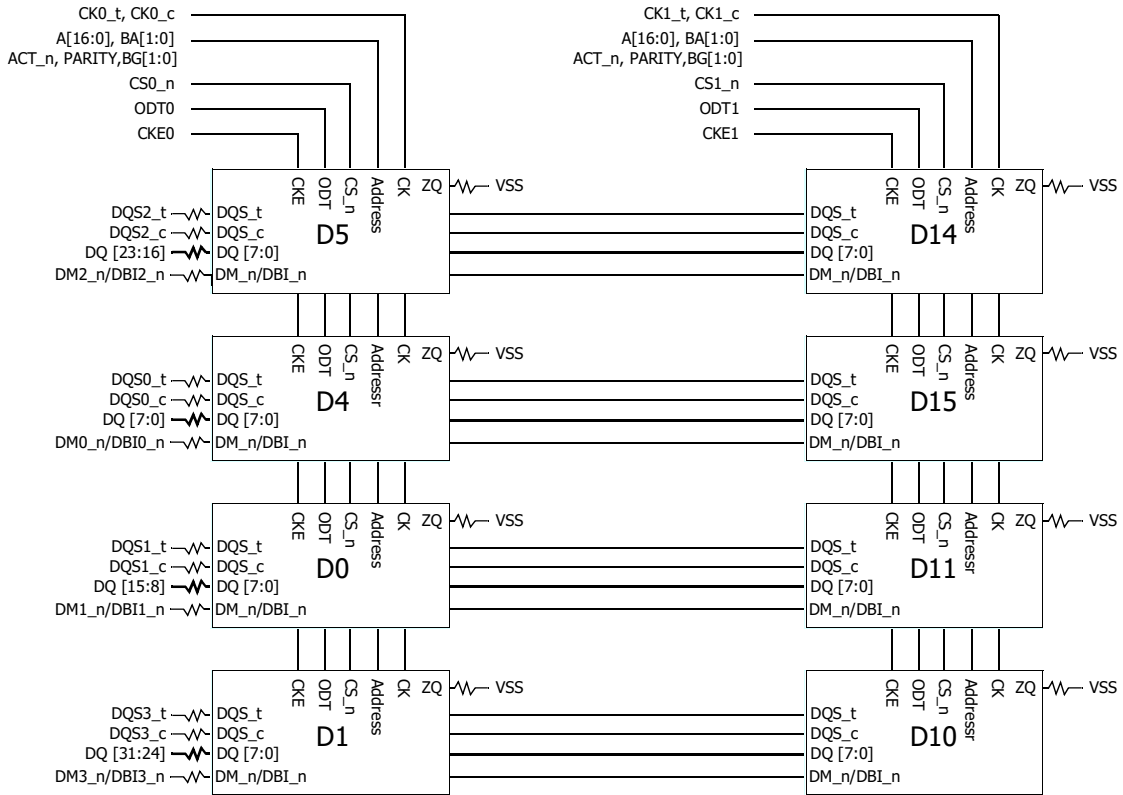 CK0_t, CK0_c
A[16:0], BA[1:0]
ACT_n, PARITY,BG[1:0]
CS0_n
ODT0
CKE0
CK1_t, CK1_c
A[16:0], BA[1:0]
ACT_n, PARITY,BG[1:0]
CS1_n
ODT1
CKE1
CKE
ODT
CS_n
Address
CK
ZQ
VSS
DQS2_t
DQS_t
DQS2_c
DQS_c
DQ [23:16]
DQ [7:0]
DM2_n/DBI2_n
DM_n/DBI_n
D5
CKE
ODT
CS_n
Address
CK
ZQ
VSS
DQS_t
DQS_c
DQ [7:0]
DM_n/DBI_n
D14
CKE
ODT
CS_n
Addressr
CK
ZQ
VSS
DQS0_t
DQS_t
DQS0_c
DQS_c
DQ [7:0]
DQ [7:0]
DM0_n/DBI0_n
DM_n/DBI_n
D4
CKE
ODT
CS_n
Address
CK
ZQ
VSS
DQS_t
DQS_c
DQ [7:0]
DM_n/DBI_n
D15
CKE
ODT
CS_n
Address
CK
ZQ
VSS
DQS1_t
DQS_t
DQS1_c
DQS_c
DQ [15:8]
DQ [7:0]
DM1_n/DBI1_n
DM_n/DBI_n
D0
CKE
ODT
CS_n
Addressr
CK
ZQ
VSS
DQS_t
DQS_c
DQ [7:0]
DM_n/DBI_n
D11
CKE
ODT
CS_n
Address
CK
ZQ
VSS
DQS3_t
DQS_t
DQS3_c
DQS_c
DQ [31:24]
DQ [7:0]
DM3_n/DBI3_n
DM_n/DBI_n
D1
CKE
ODT
CS_n
Addressr
CK
ZQ
VSS
DQS_t
DQS_c
DQ [7:0]
DM_n/DBI_n
D10